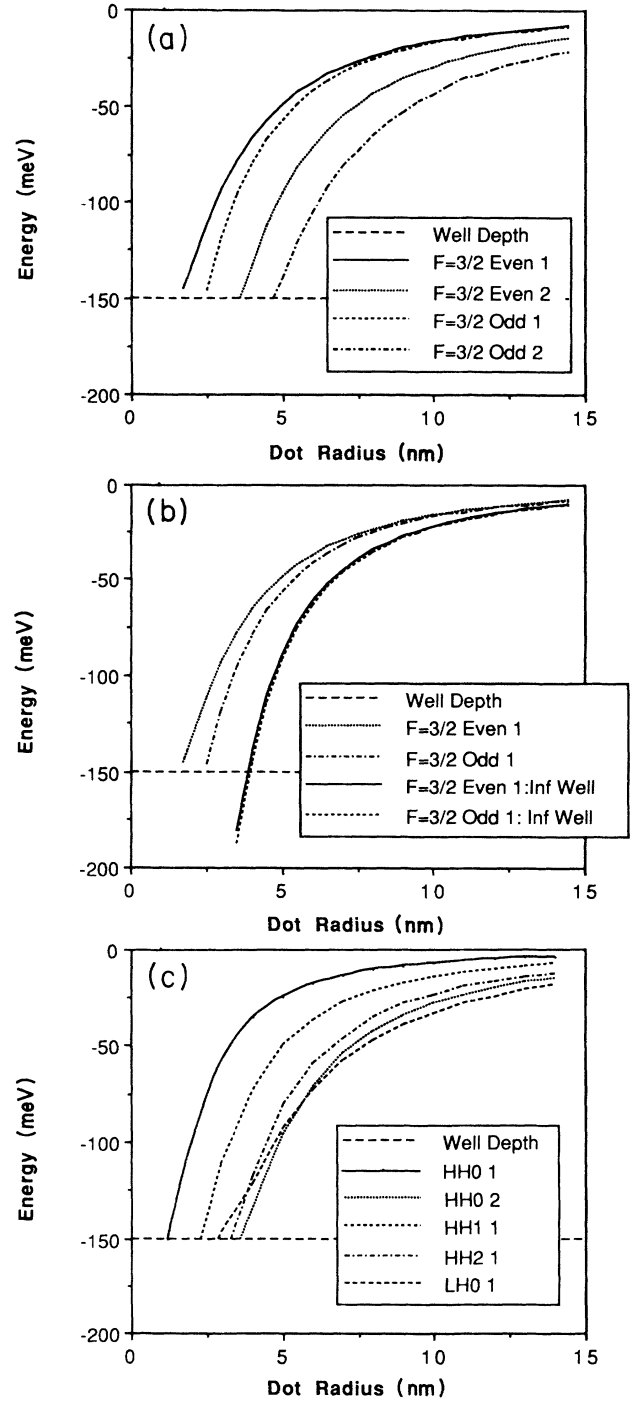 (a)
0
-50
-100
-150
-200
Energy (meV)
Well Depth
F=3/2 Even 1
F=3/2 Even 2
F=3/2 Odd 1
F=3/2 Odd 2
0 5 10 15
Dot Radius (nm)
(b)
0
-50
-100
-150
-200
Energy (meV)
Well Depth
F=3/2 Even 1
F=3/2 Odd 1
F=3/2 Even 1:Inf Well
F=3/2 Odd 1: Inf Well
0 5 10 15
Dot Radius (nm)
(c)
0
-50
-100
-150
-200
Energy (meV)
Well Depth
HH0 1
HH0 2
HH1 1
HH2 1
LH0 1
0 5 10 15
Dot Radius (nm)